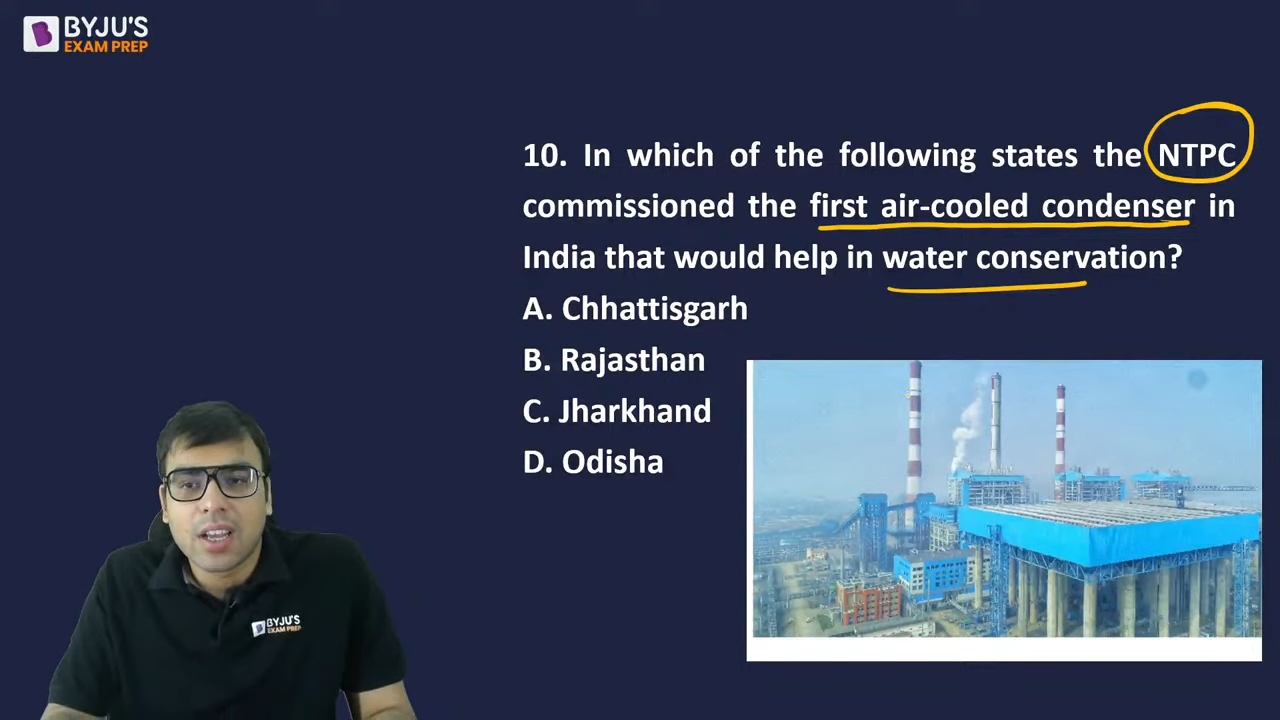 BYJU'S
EXAM PREP
10. In which of the following states the NTPC
commissioned the first air-cooled condenser in
India that would help in water conservation?
A. Chhattisgarh
B. Rajasthan
C. Jharkhand
D. Odisha
BYJU'S
EXAM PREP